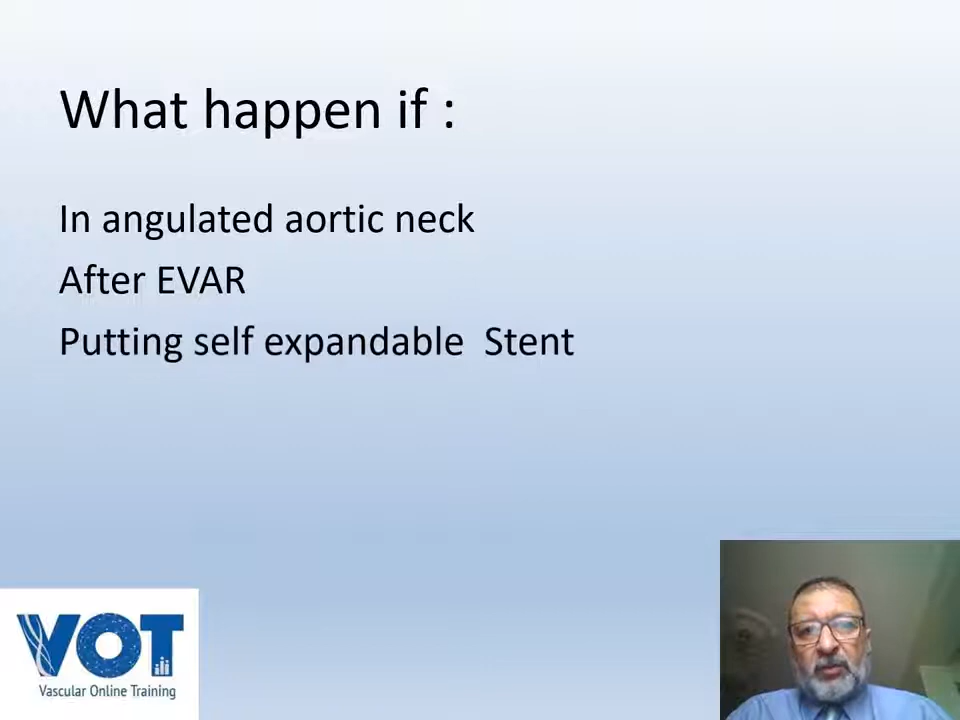 What happen if :
In angulated aortic neck
After EVAR
Putting self expandable  Stent
VOT
Vascular Online Training